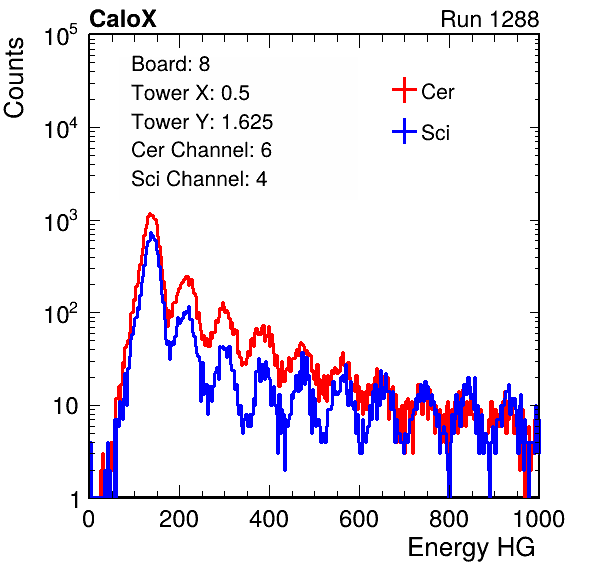 CaloX Run 1288
Counts
10^5
10^4
10^3
10^2
10
1
Board: 8
Tower X: 0.5
Tower Y: 1.625
Cer Channel: 6
Sci Channel: 4
Cer
Sci
0 200 400 600 800 1000
Energy HG